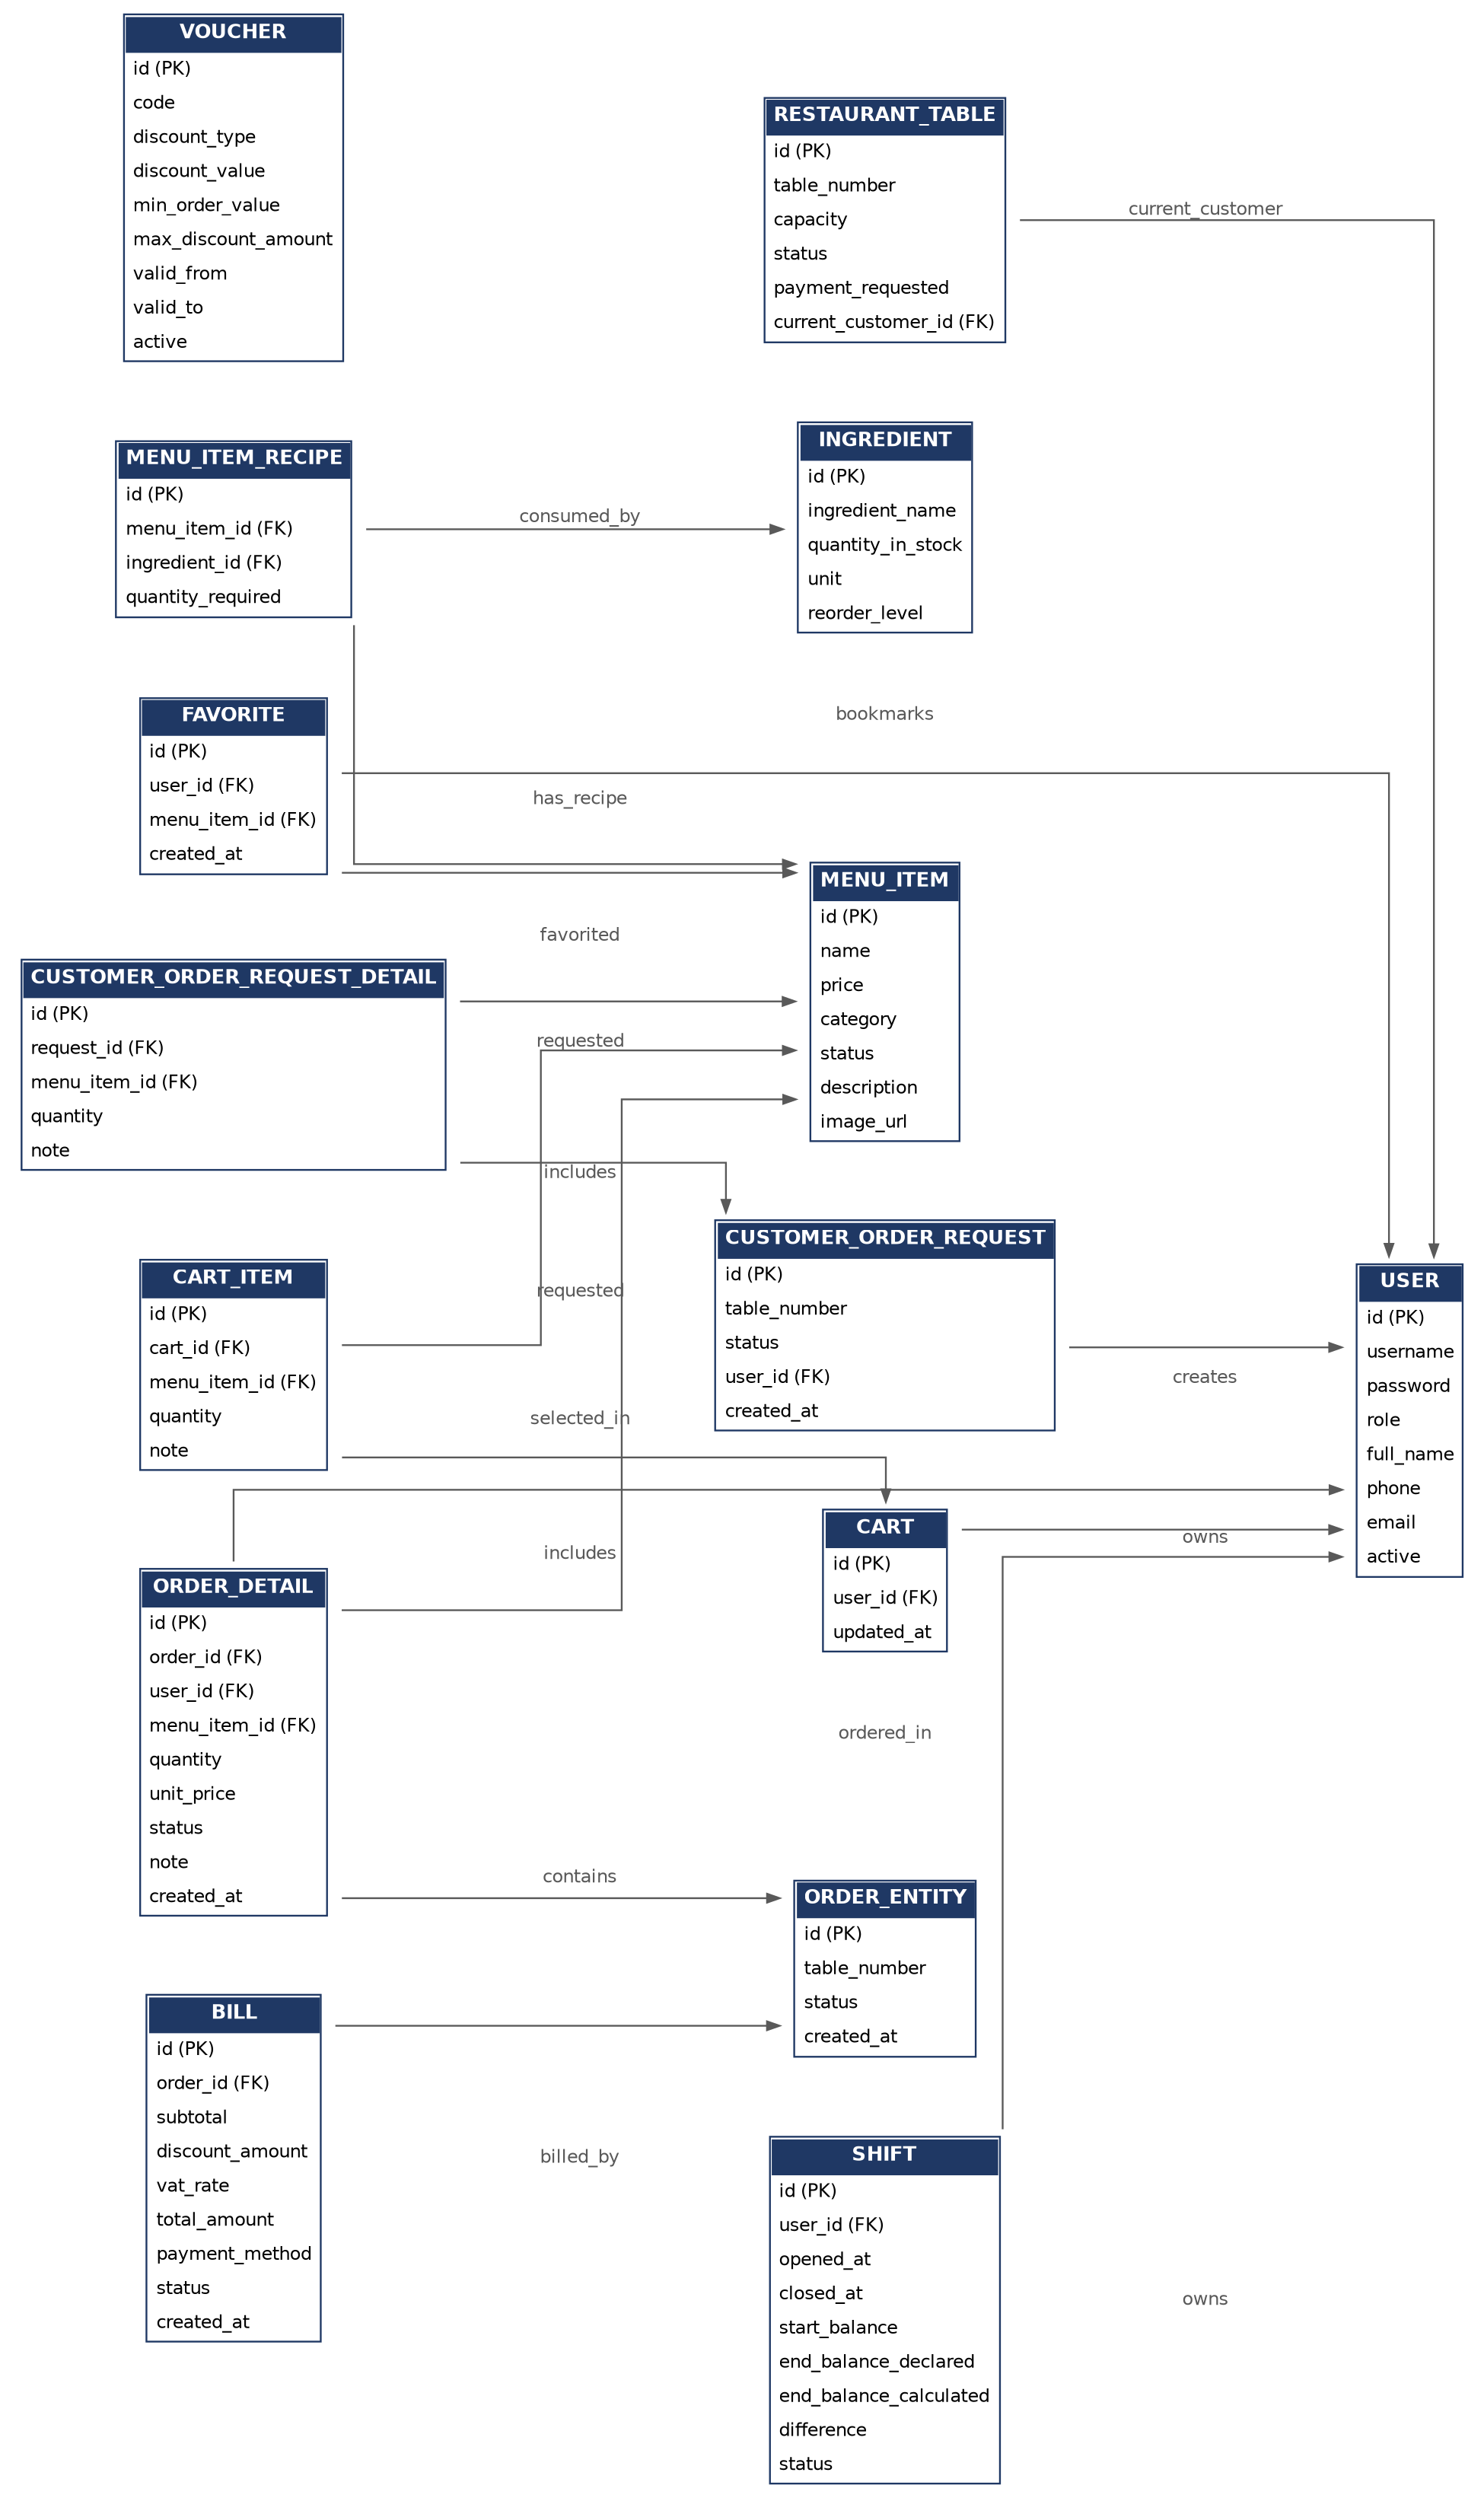 VOUCHER
id (PK)
code
discount_type
discount_value
min_order_value
max_discount_amount
valid_from
valid_to
active
RESTAURANT_TABLE
id (PK)
table_number
capacity
status
payment_requested
current_customer_id (FK)
current_customer
MENU_ITEM_RECIPE
id (PK)
menu_item_id (FK)
ingredient_id (FK)
quantity_required
consumed_by
INGREDIENT
id (PK)
ingredient_name
quantity_in_stock
unit
reorder_level
FAVORITE
id (PK)
user_id (FK)
menu_item_id (FK)
created_at
bookmarks
has_recipe
favorited
MENU_ITEM
id (PK)
name
price
category
status
description
image_url
CUSTOMER_ORDER_REQUEST_DETAIL
id (PK)
request_id (FK)
menu_item_id (FK)
quantity
note
requested
includes
CUSTOMER_ORDER_REQUEST
id (PK)
table_number
status
user_id (FK)
created_at
creates
USER
id (PK)
username
password
role
full_name
phone
email
active
CART_ITEM
id (PK)
cart_id (FK)
menu_item_id (FK)
quantity
note
requested
selected_in
CART
id (PK)
user_id (FK)
updated_at
owns
ORDER_DETAIL
id (PK)
order_id (FK)
user_id (FK)
menu_item_id (FK)
quantity
unit_price
status
note
created_at
includes
ordered_in
contains
ORDER_ENTITY
id (PK)
table_number
status
created_at
BILL
id (PK)
order_id (FK)
subtotal
discount_amount
vat_rate
total_amount
payment_method
status
created_at
billed_by
SHIFT
id (PK)
user_id (FK)
opened_at
closed_at
start_balance
end_balance_declared
end_balance_calculated
difference
status
owns